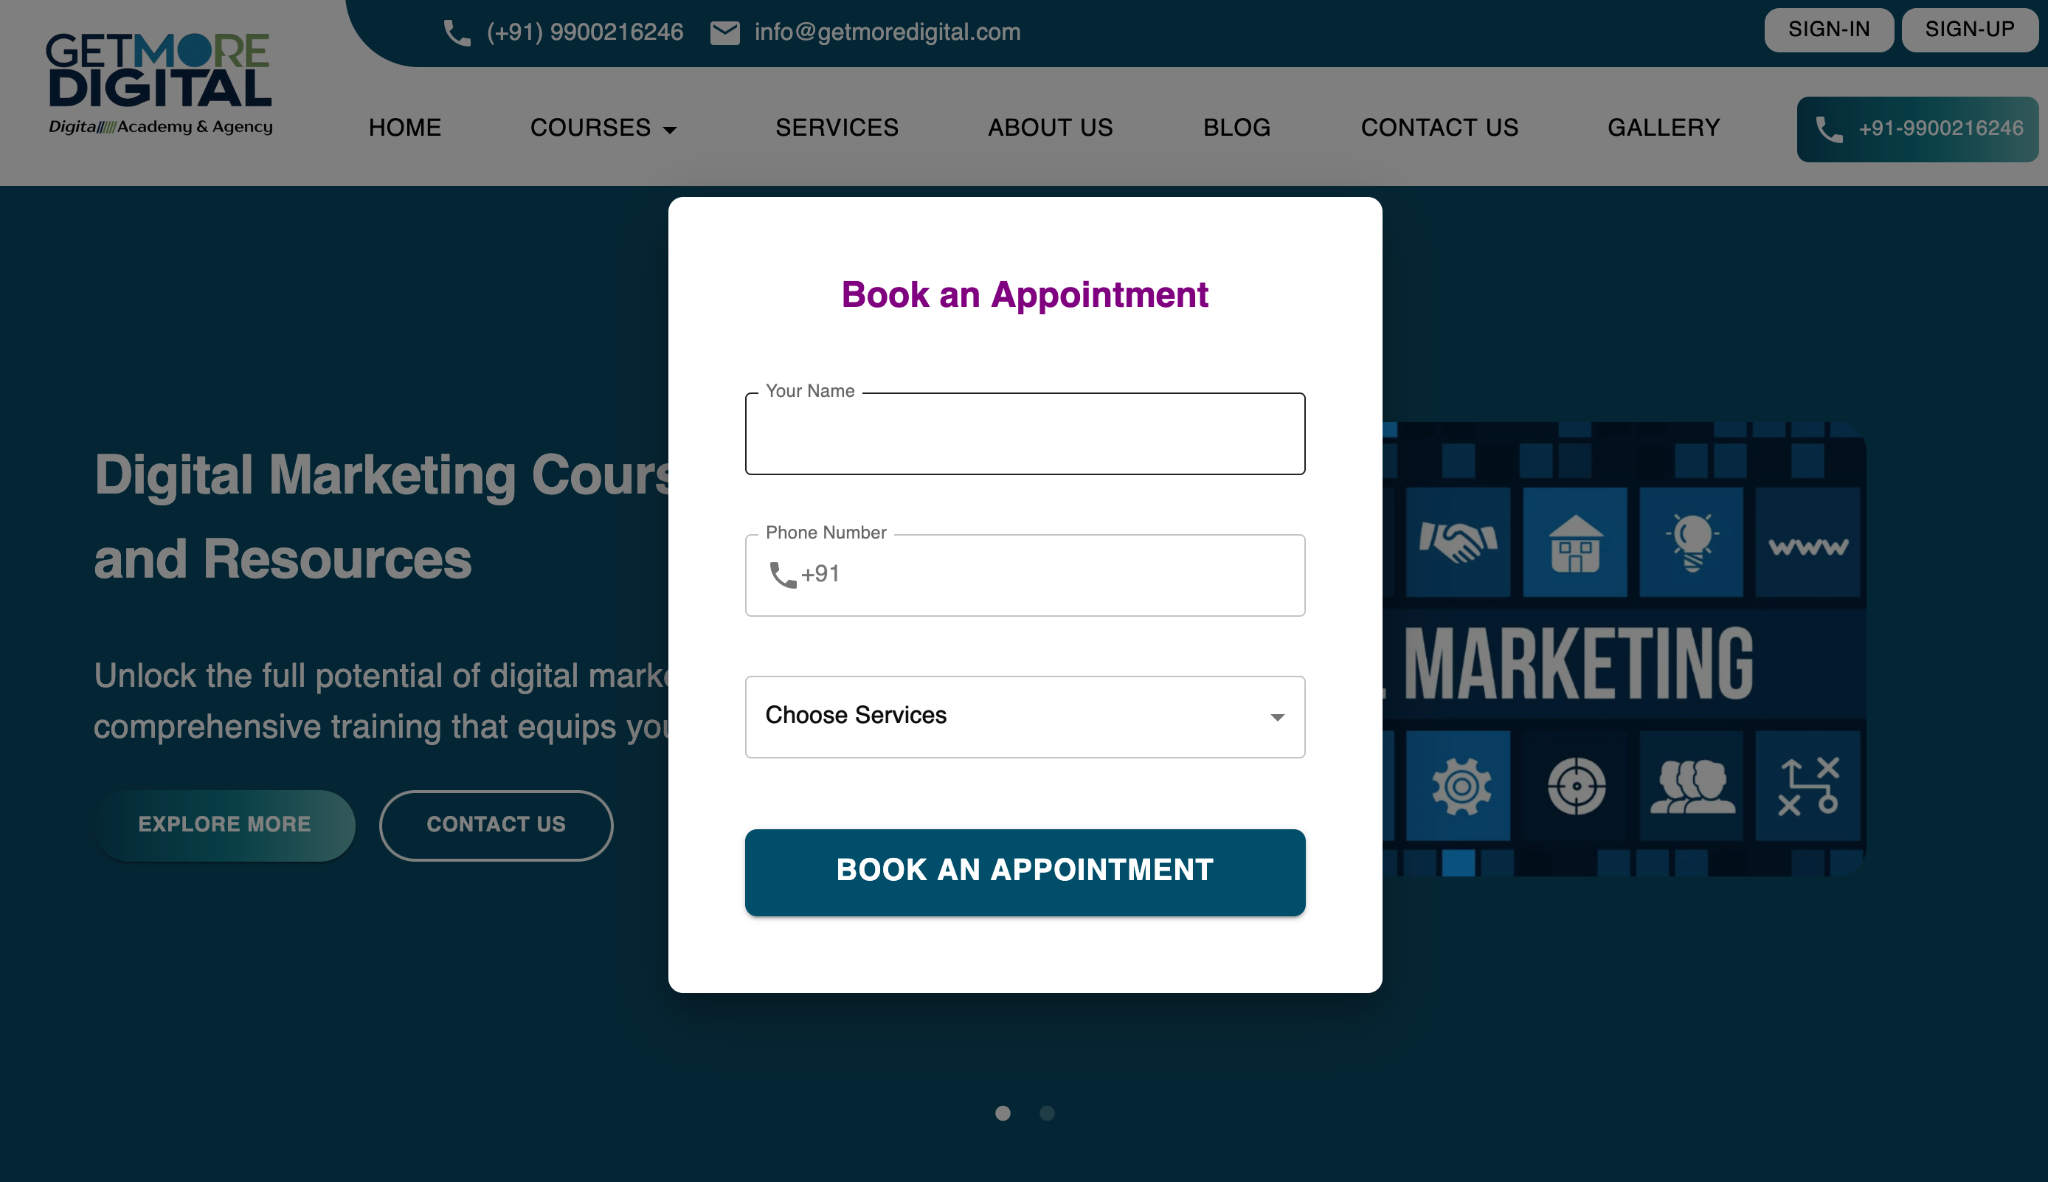 GETMORE
DIGITAL
Digital Academy & Agency
(+91) 9900216246
info@getmoredigital.com
SIGN-IN
SIGN-UP
HOME
COURSES
SERVICES
ABOUT US
BLOG
CONTACT US
GALLERY
+91-9900216246
Book an Appointment
Your Name
Phone Number
+91
Choose Services
BOOK AN APPOINTMENT
Digital Marketing Cours
and Resources
Unlock the full potential of digital marke
comprehensive training that equips you
EXPLORE MORE
CONTACT US
www
MARKETING